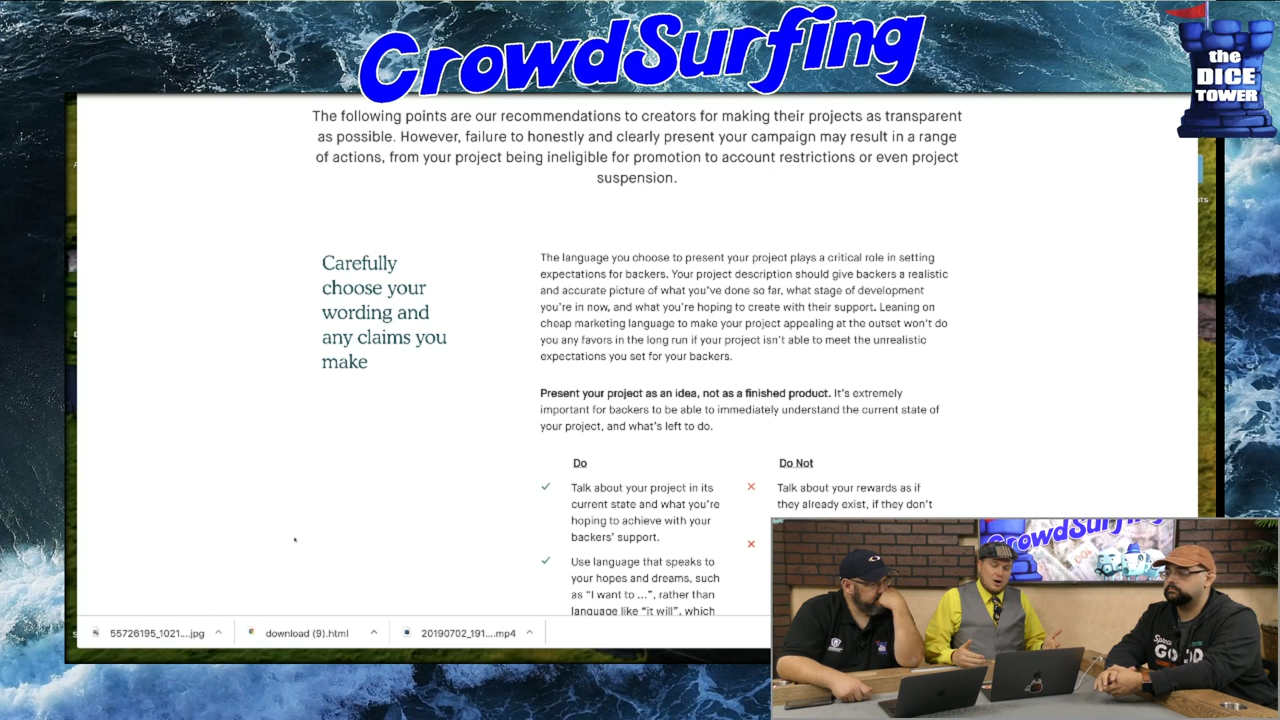 CrowdSurfing
the
DICE
TOWER
The following points are our recommendations to creators for making their projects as transparent
as possible. However, failure to honestly and clearly present your campaign may result in a range
of actions, from your project being ineligible for promotion to account restrictions or even project
suspension.
Carefully
choose your
wording and
any claims you
make
The language you choose to present your project plays a critical role in setting
expectations for backers. Your project description should give backers a realistic
and accurate picture of what you've done so far, what stage of development
you're in now, and what you're hoping to create with their support. Leaning on
cheap marketing language to make your project appealing at the outset won't do
you any favors in the long run if your project isn't able to meet the unrealistic
expectations you set for your backers.
Present your project as an idea, not as a finished product. It's extremely
important for backers to be able to immediately understand the current state of
your project, and what's left to do.
Do
Talk about your project in its
current state and what you're
hoping to achieve with your
backers' support.
Use language that speaks to
your hopes and dreams, such
as “I want to ...”, rather than
language like “it will”, which
Do Not
Talk about your rewards as if
they already exist, if they don't
55726195_1021....jpg
download (9).html
20190702_191....mp4
CrowdSurfing